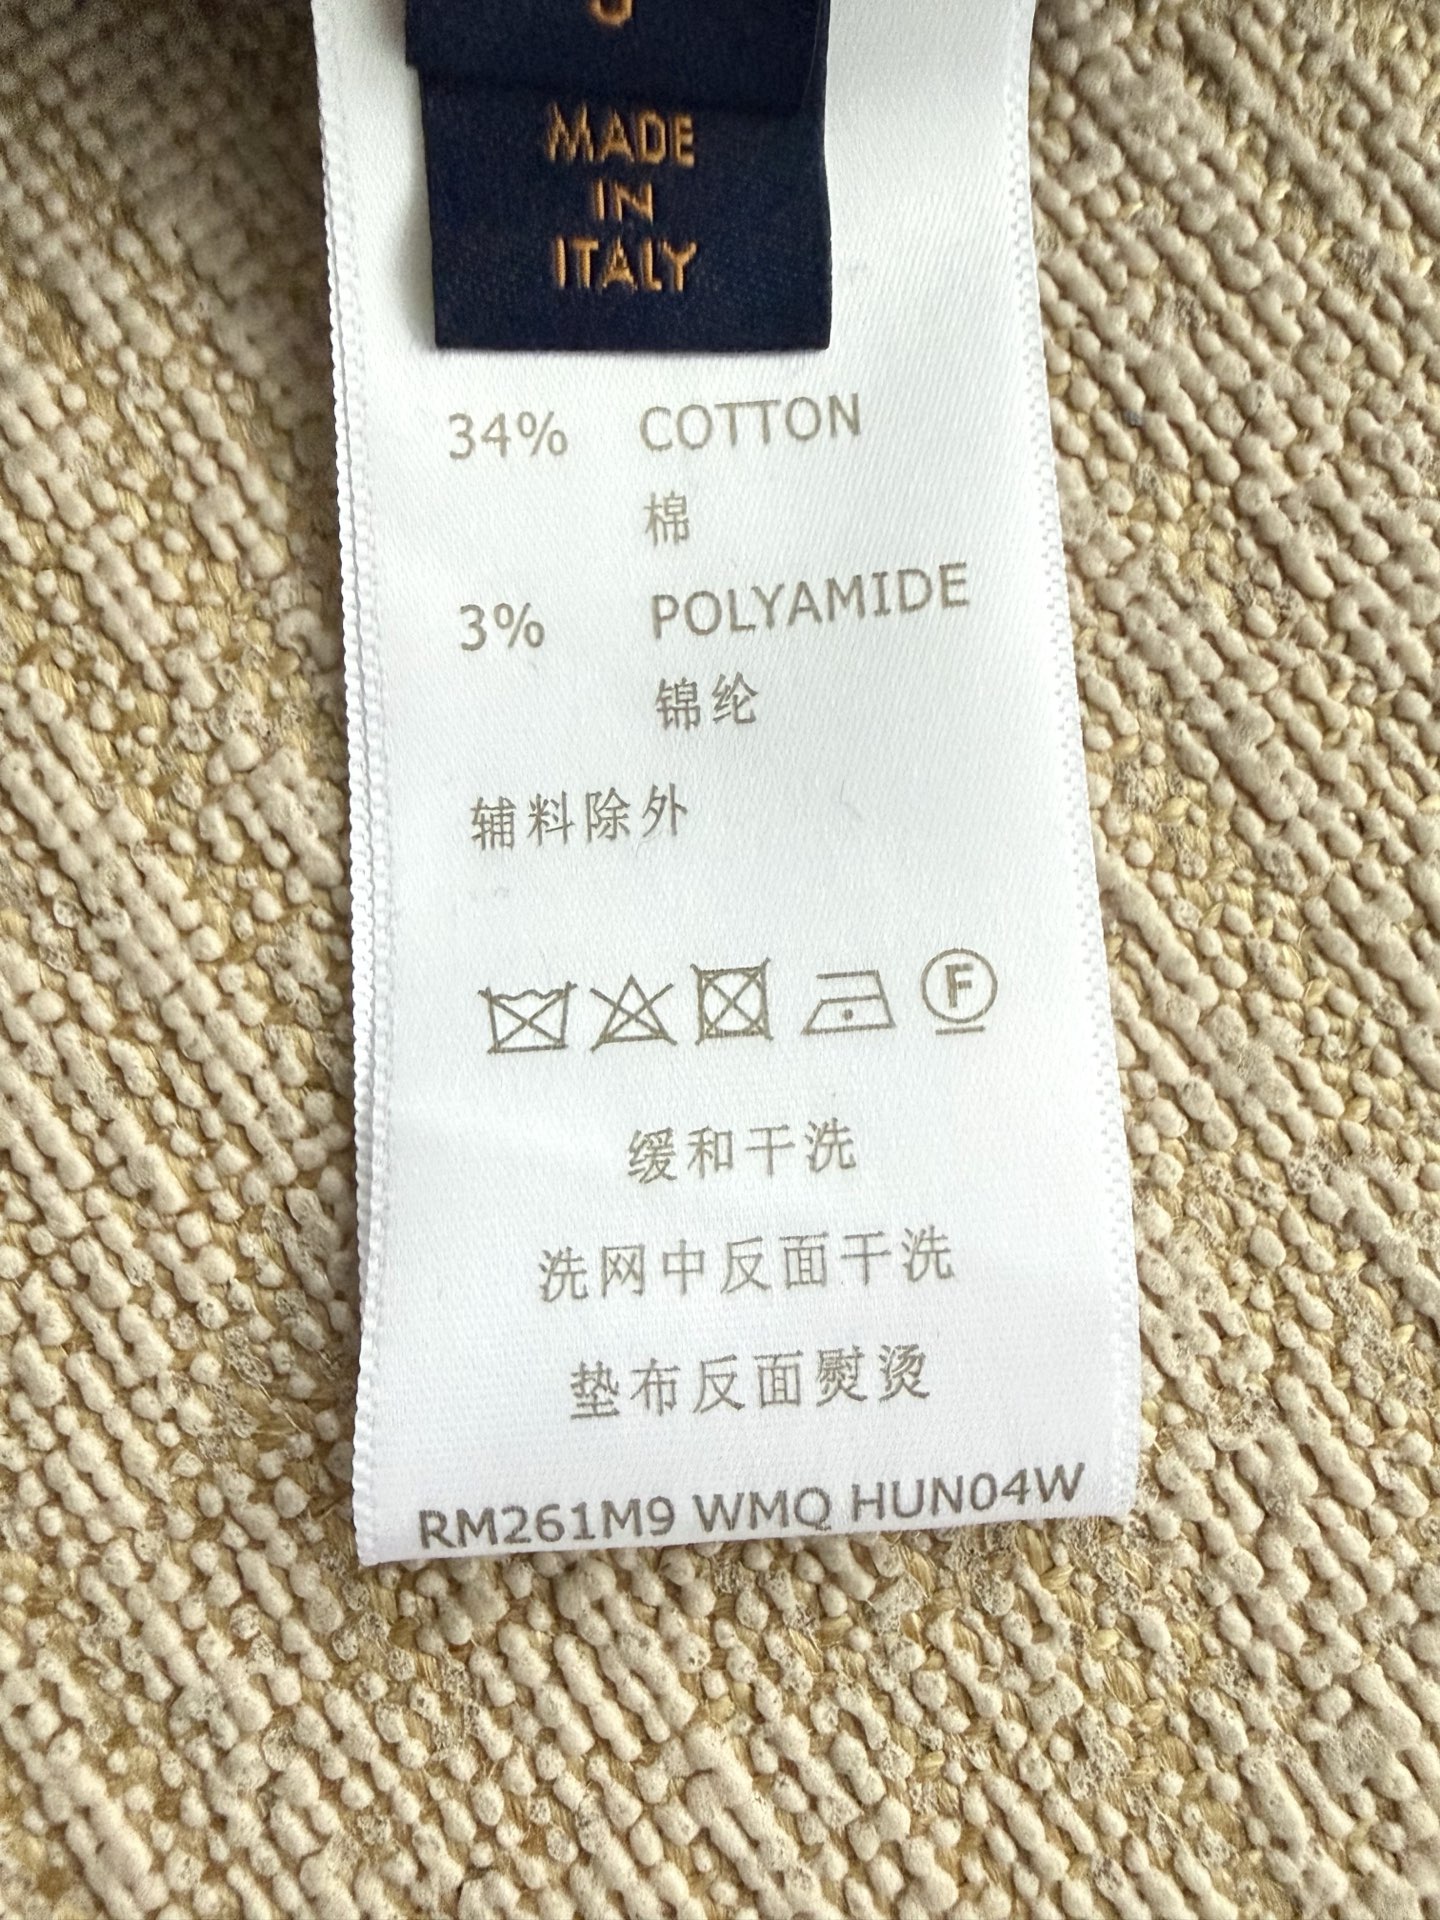 MADE
IN
ITALY
34% COTTON
棉
3% POLYAMIDE
锦纶
辅料除外
F
缓和干洗
洗网中反面干洗
垫布反面熨烫
RM261M9 WMQ HUN04W